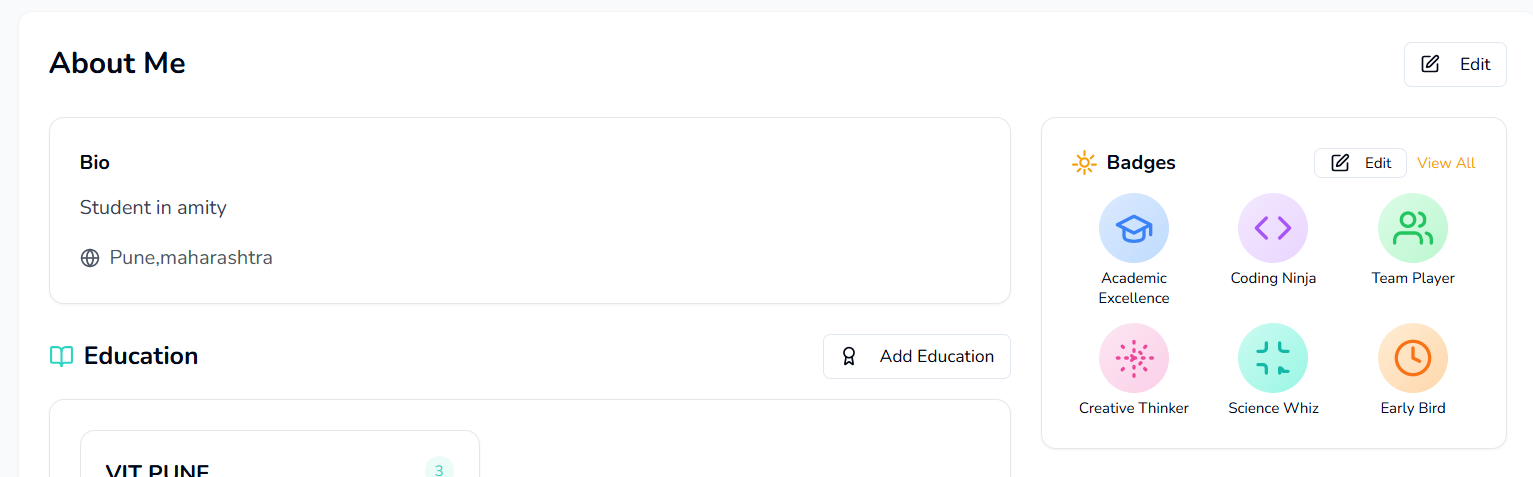 About Me
Edit
Bio
Student in amity
Pune,maharashtra
Education
Add Education
VIT PUNE
3
Badges
Edit
View All
Academic
Excellence
Coding Ninja
Team Player
Creative Thinker
Science Whiz
Early Bird